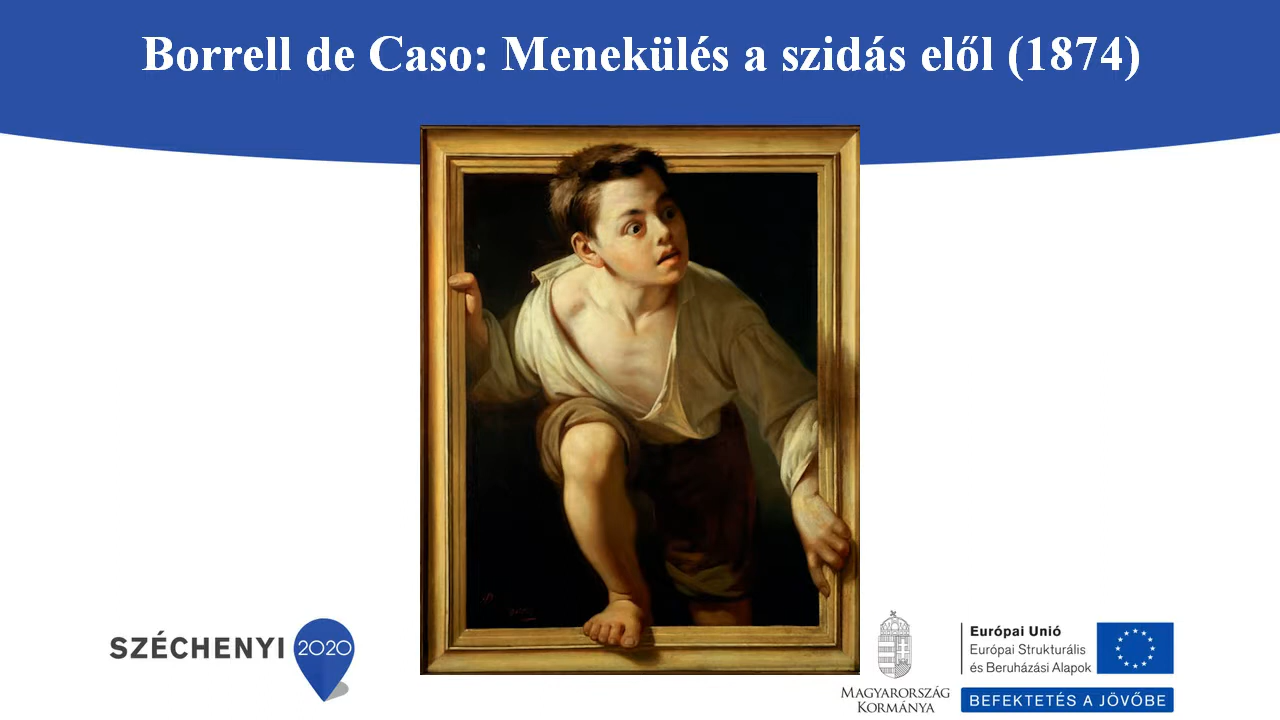 Borrell de Caso: Menekülés a szidás elől (1874)
SZÉCHENYI 2020
MAGYARORSZÁG
KORMÁNYA
Európai Unió
Európai Strukturális
és Beruházási Alapok
BEFEKTETÉS A JÖVŐBE